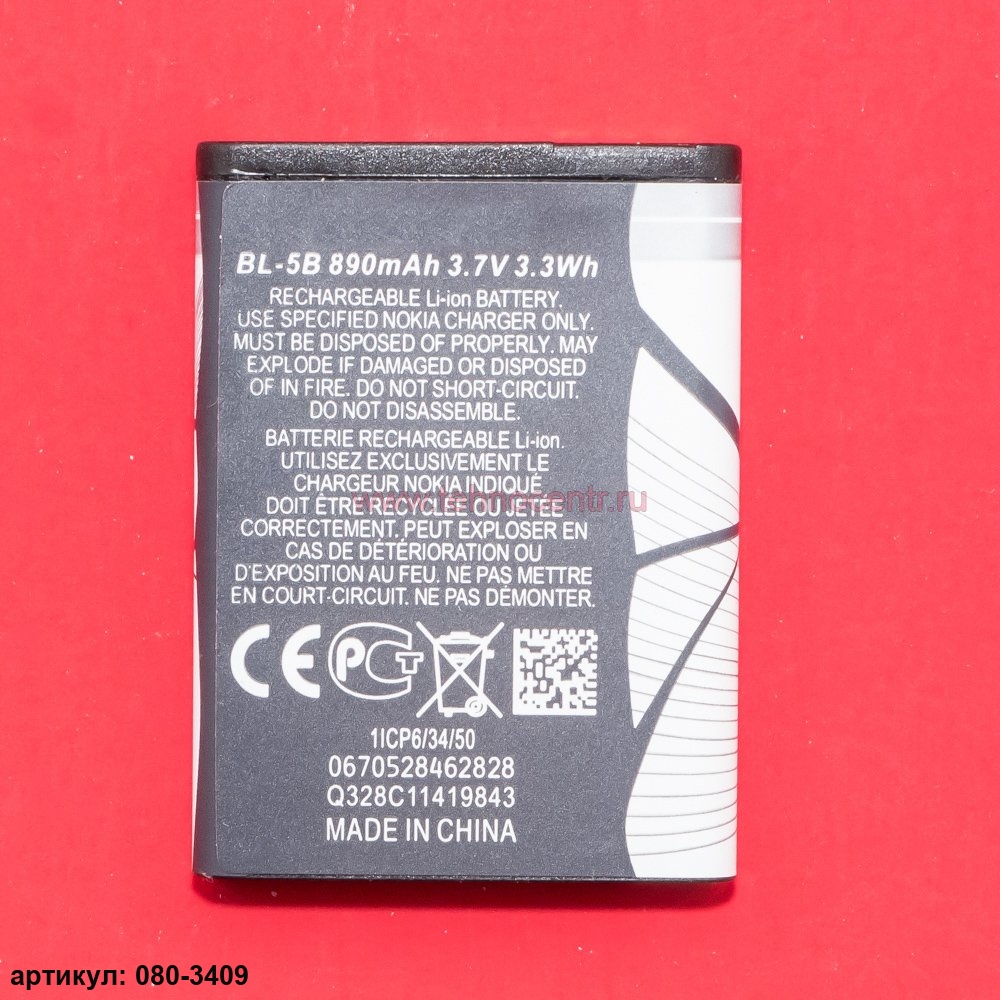 BL-5B 890mAh 3.7V 3.3Wh
RECHARGEABLE Li-ion BATTERY.
USE SPECIFIED NOKIA CHARGER ONLY.
MUST BE DISPOSED OF PROPERLY. MAY
EXPLODE IF DAMAGED OR DISPOSED
OF IN FIRE. DO NOT SHORT-CIRCUIT.
DO NOT DISASSEMBLE.
BATTERIE RECHARGEABLE Li-ion.
UTILISEZ EXCLUSIVEMENT LE
CHARGEUR NOKIA INDIQUÉ.
DOIT ÊTRE RECYCLÉE OU JETÉE
CORRECTEMENT. PEUT EXPLOSER EN
CAS DE DÉTÉRIORATION OU
D'EXPOSITION AU FEU. NE PAS METTRE
EN COURT-CIRCUIT. NE PAS DÉMONTER.
www.tehnocentr.ru
CE PCT
1ICP6/34/50
0670528462828
Q328C11419843
MADE IN CHINA
артикул: 080-3409